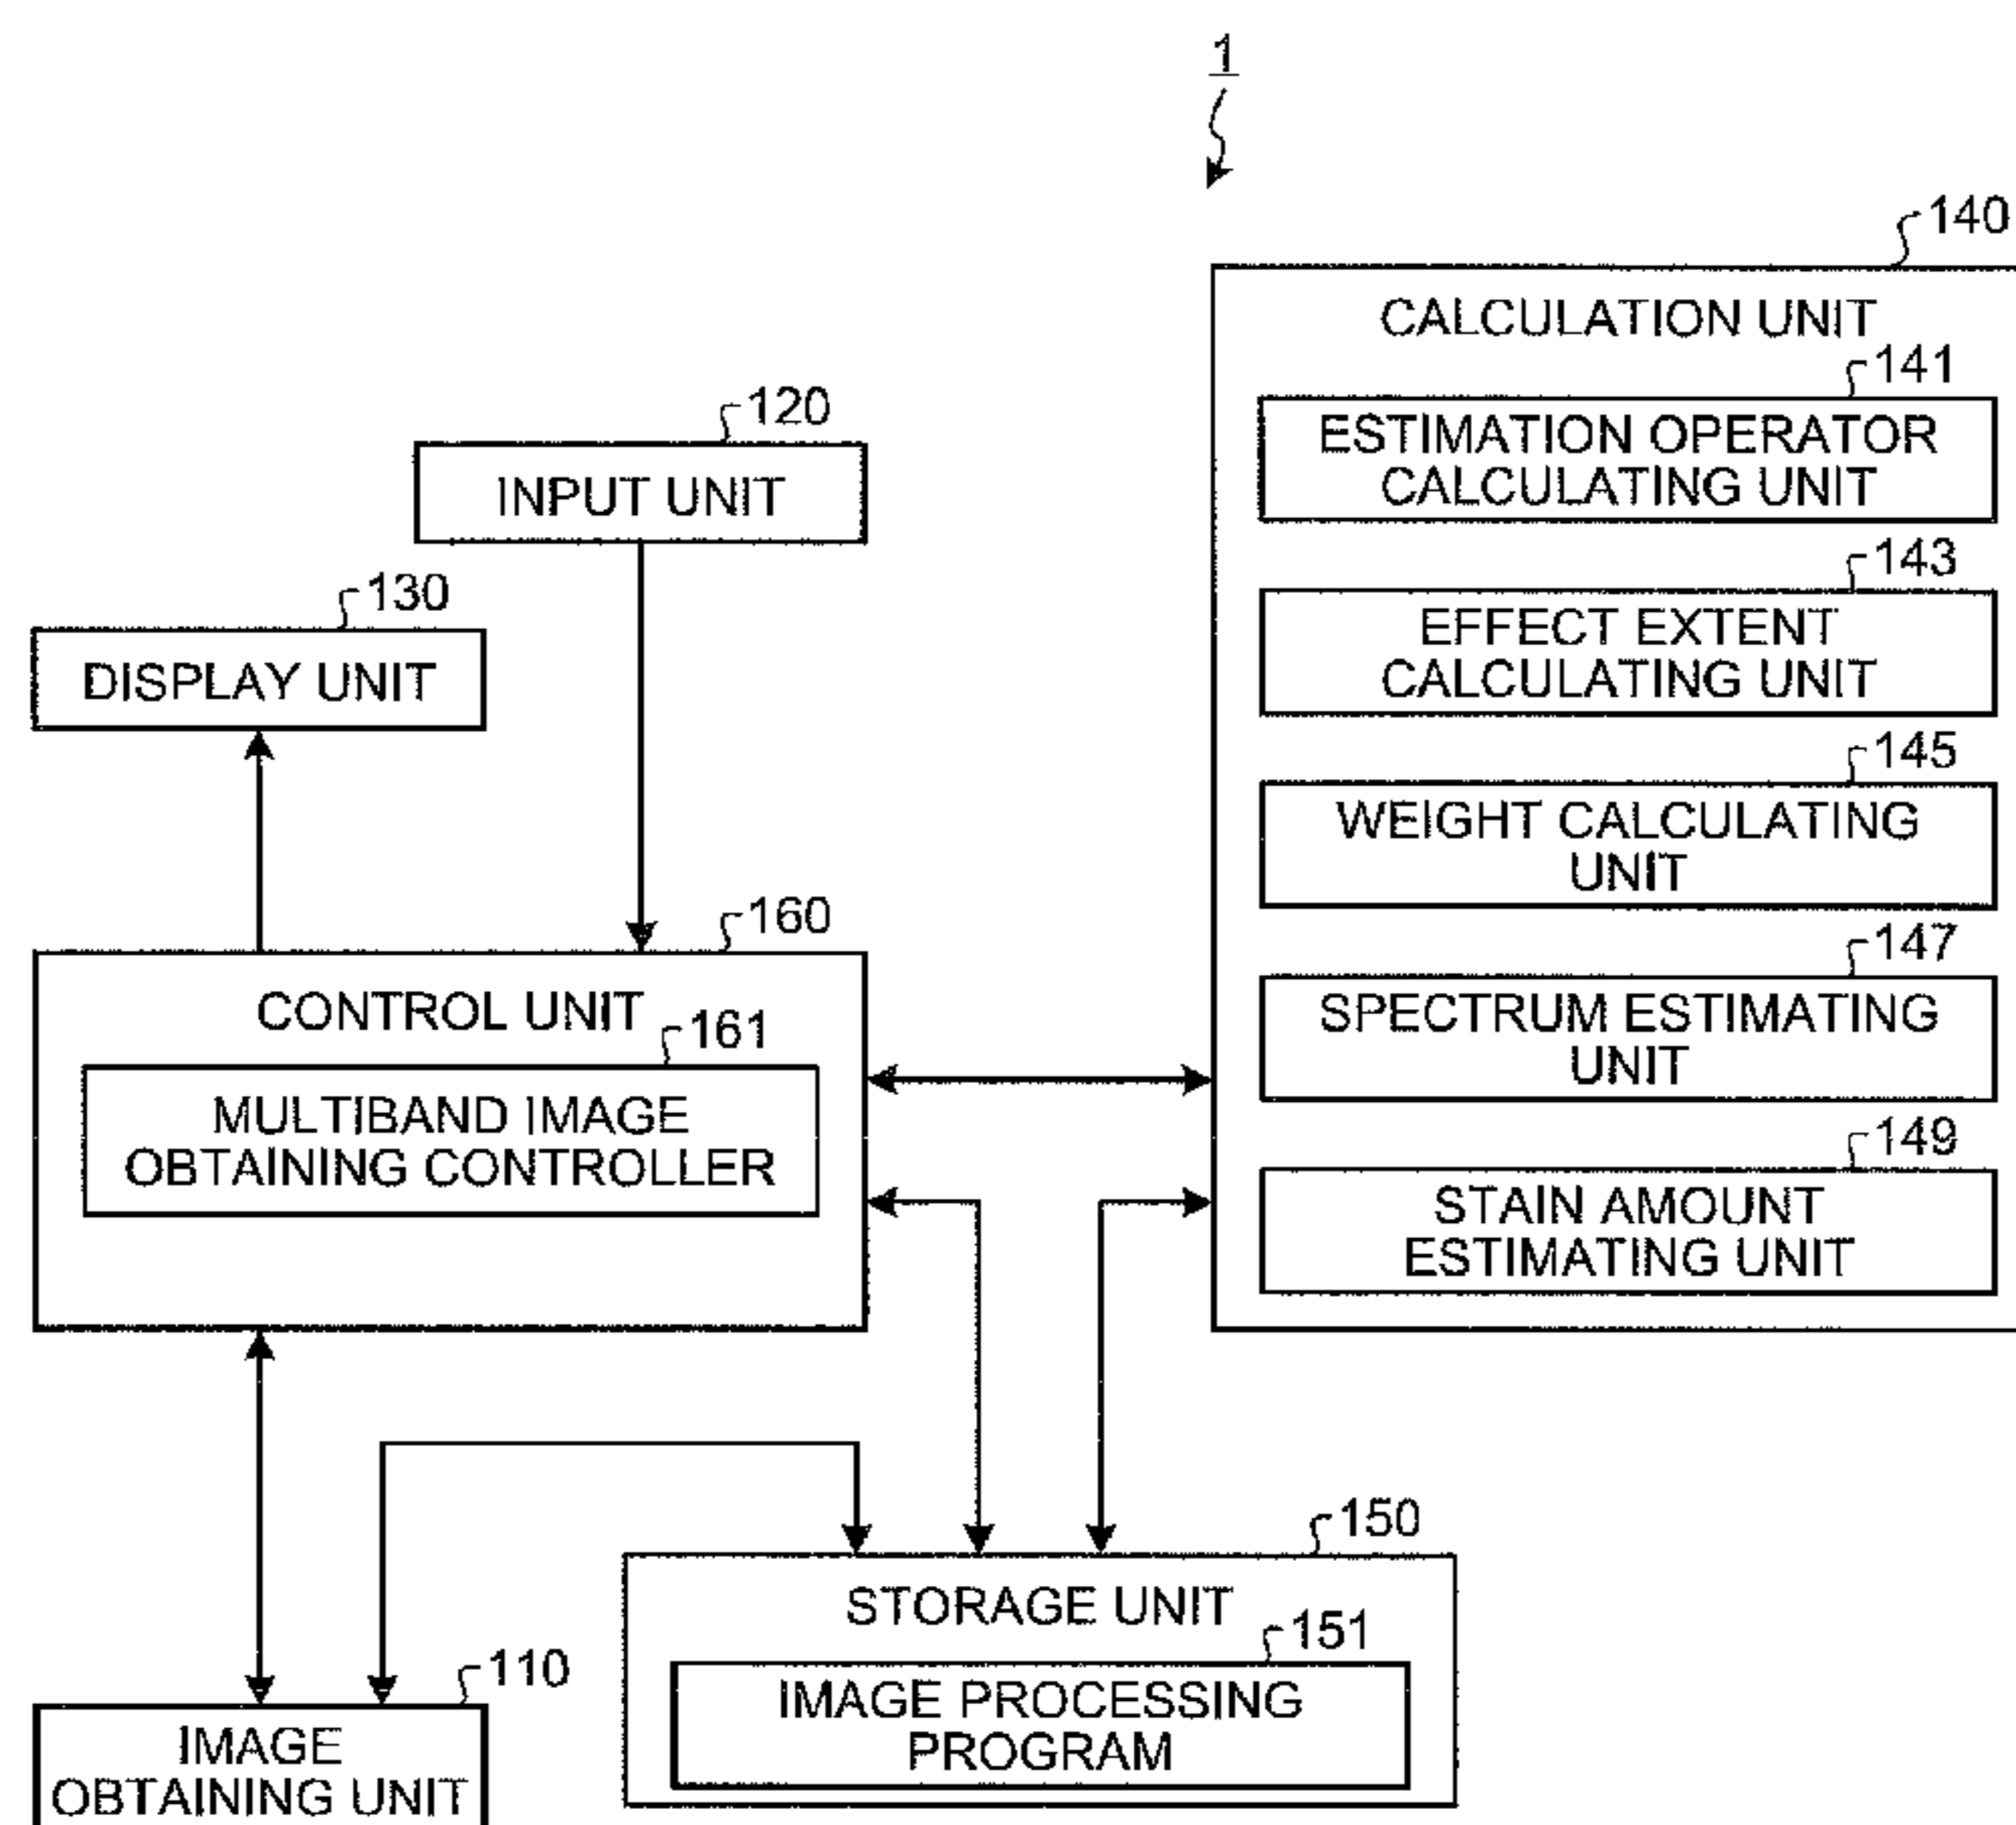 1
140
CALCULATION UNIT
141
ESTIMATION OPERATOR
CALCULATING UNIT
143
EFFECT EXTENT
CALCULATING UNIT
145
WEIGHT CALCULATING
UNIT
147
SPECTRUM ESTIMATING
UNIT
149
STAIN AMOUNT
ESTIMATING UNIT
120
INPUT UNIT
130
DISPLAY UNIT
160
CONTROL UNIT
161
MULTIBAND IMAGE
OBTAINING CONTROLLER
150
STORAGE UNIT
151
IMAGE PROCESSING
PROGRAM
110
IMAGE
OBTAINING UNIT